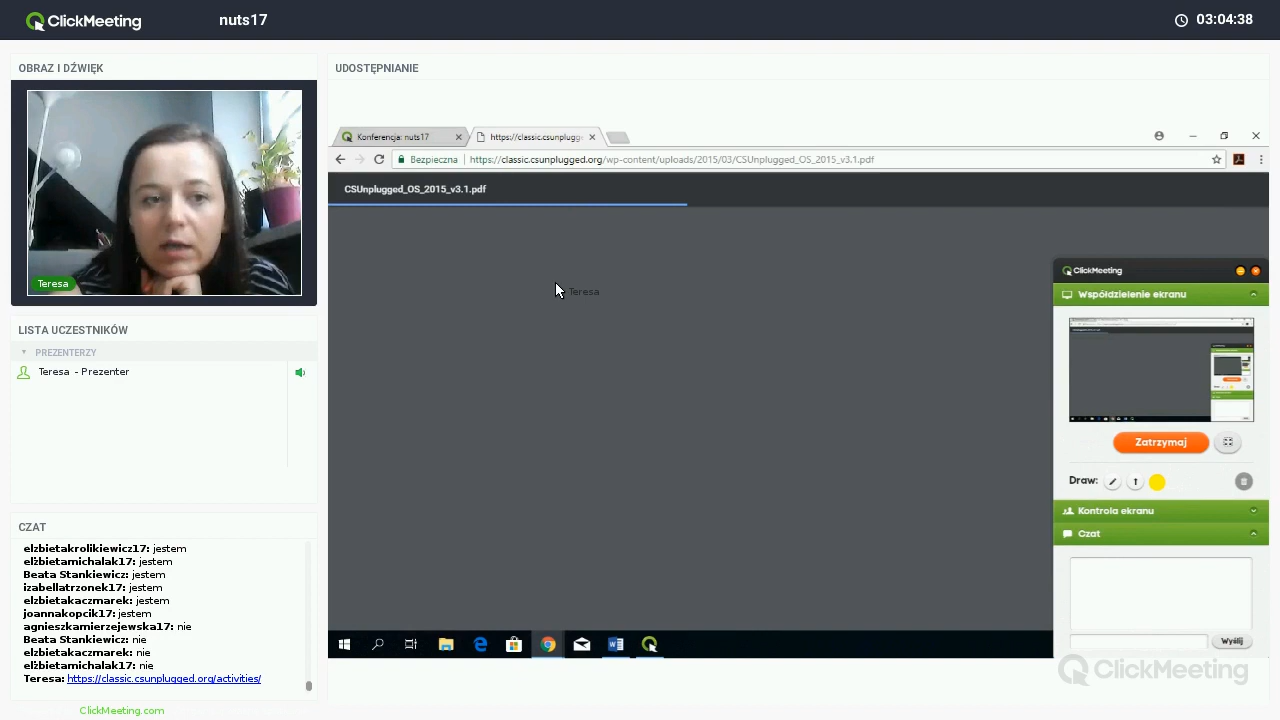 ClickMeeting
nuts17
03:04:38
OBRAZ I DŹWIĘK
Teresa
LISTA UCZESTNIKÓW
PREZENTERZY
Teresa - Prezenter
CZAT
elzbietakrolikiewicz17: jestem
elżbietamichalak17: jestem
Beata Stankiewicz: jestem
izabellatrzonek17: jestem
elzbietakaczmarek: jestem
joannakopcik17: jestem
agnieszkamierzejewska17: nie
Beata Stankiewicz: nie
elzbietakaczmarek: nie
elżbietamichalak17: nie
Teresa: https://classic.csunplugged.org/activities/
ClickMeeting.com
UDOSTĘPNIANIE
Konferencja: nuts17
https://classic.csunplugg
Bezpieczna
https://classic.csunplugged.org/wp-content/uploads/2015/03/CSUnplugged_OS_2015_v3.1.pdf
CSUnplugged_OS_2015_v3.1.pdf
Teresa
ClickMeeting
Współdzielenie ekranu
Zatrzymaj
Draw:
Kontrola ekranu
Czat
Wyślij
ClickMeeting